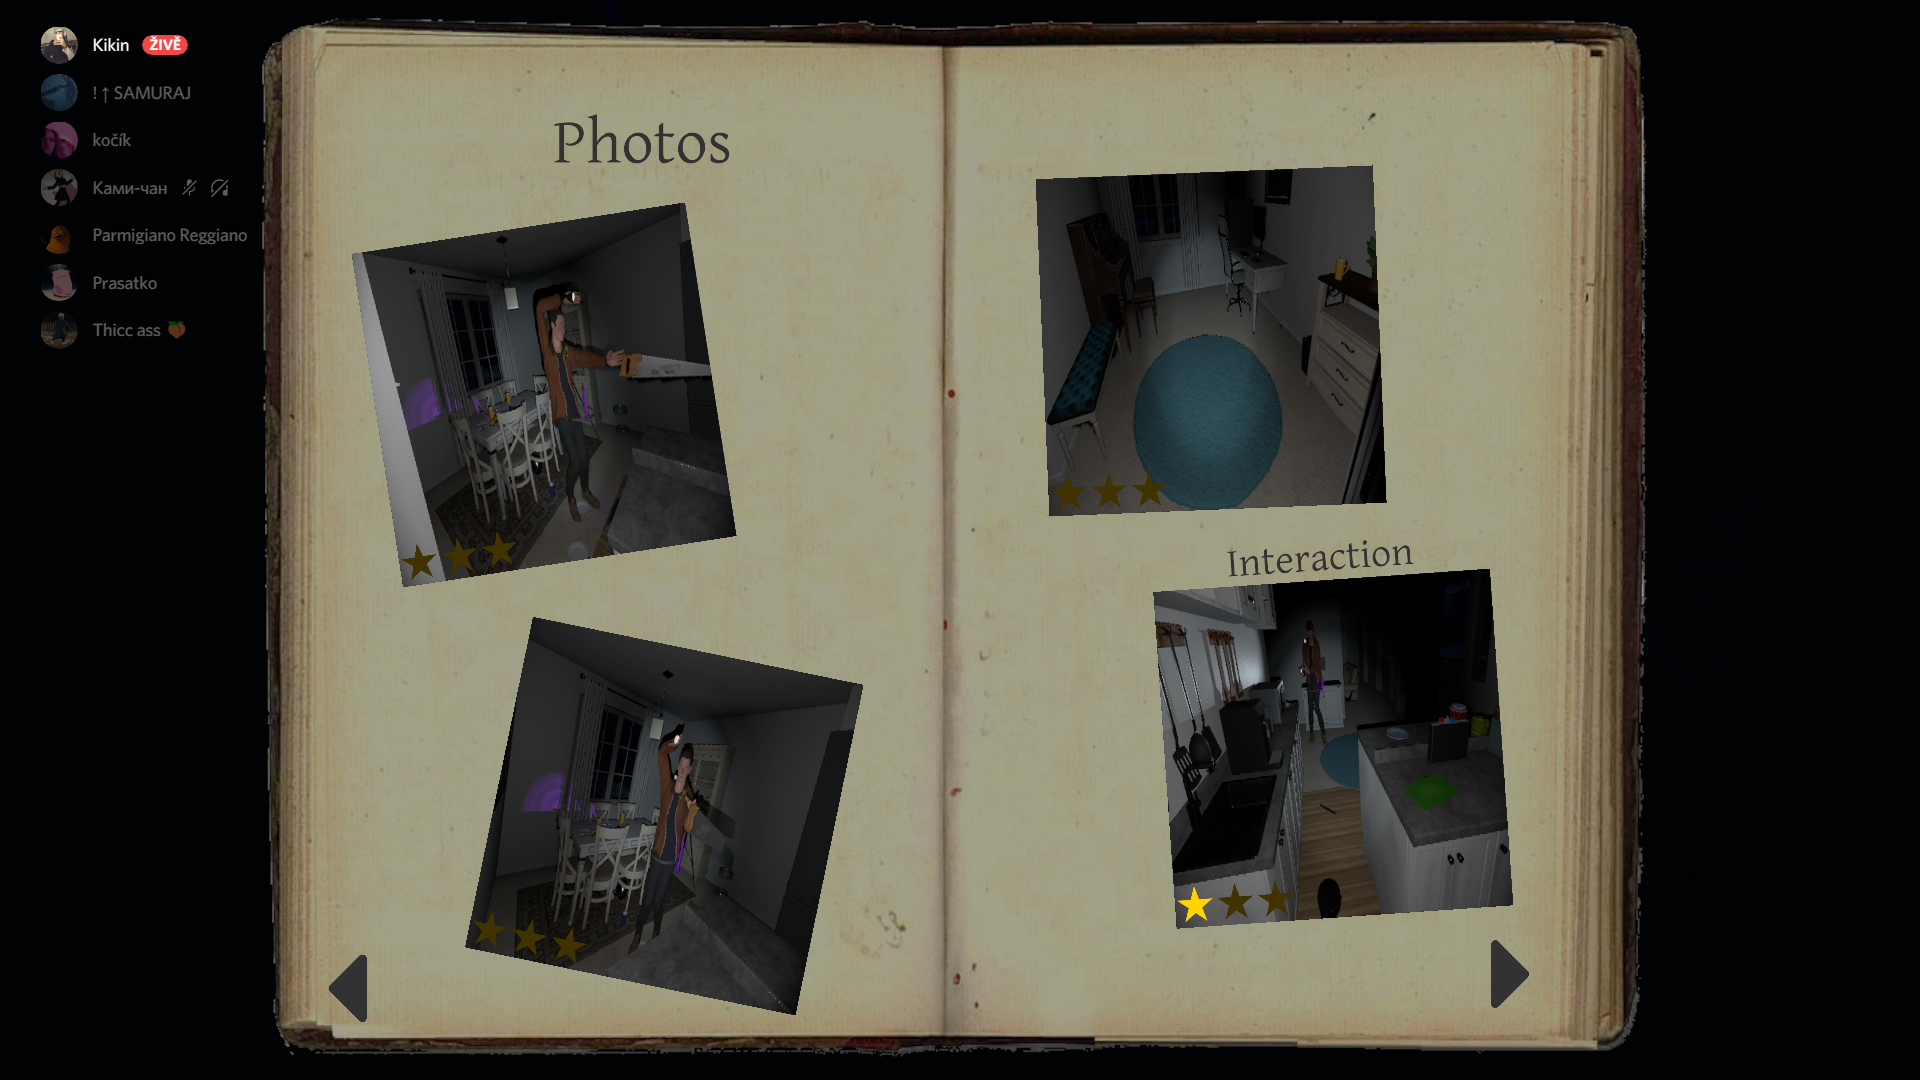 Kikin ŽIVĚ
! ↑ SAMURAJ
kočík
Ками-чан
Parmigiano Reggiano
Prasatko
Thicc ass 🍑
Photos
Interaction